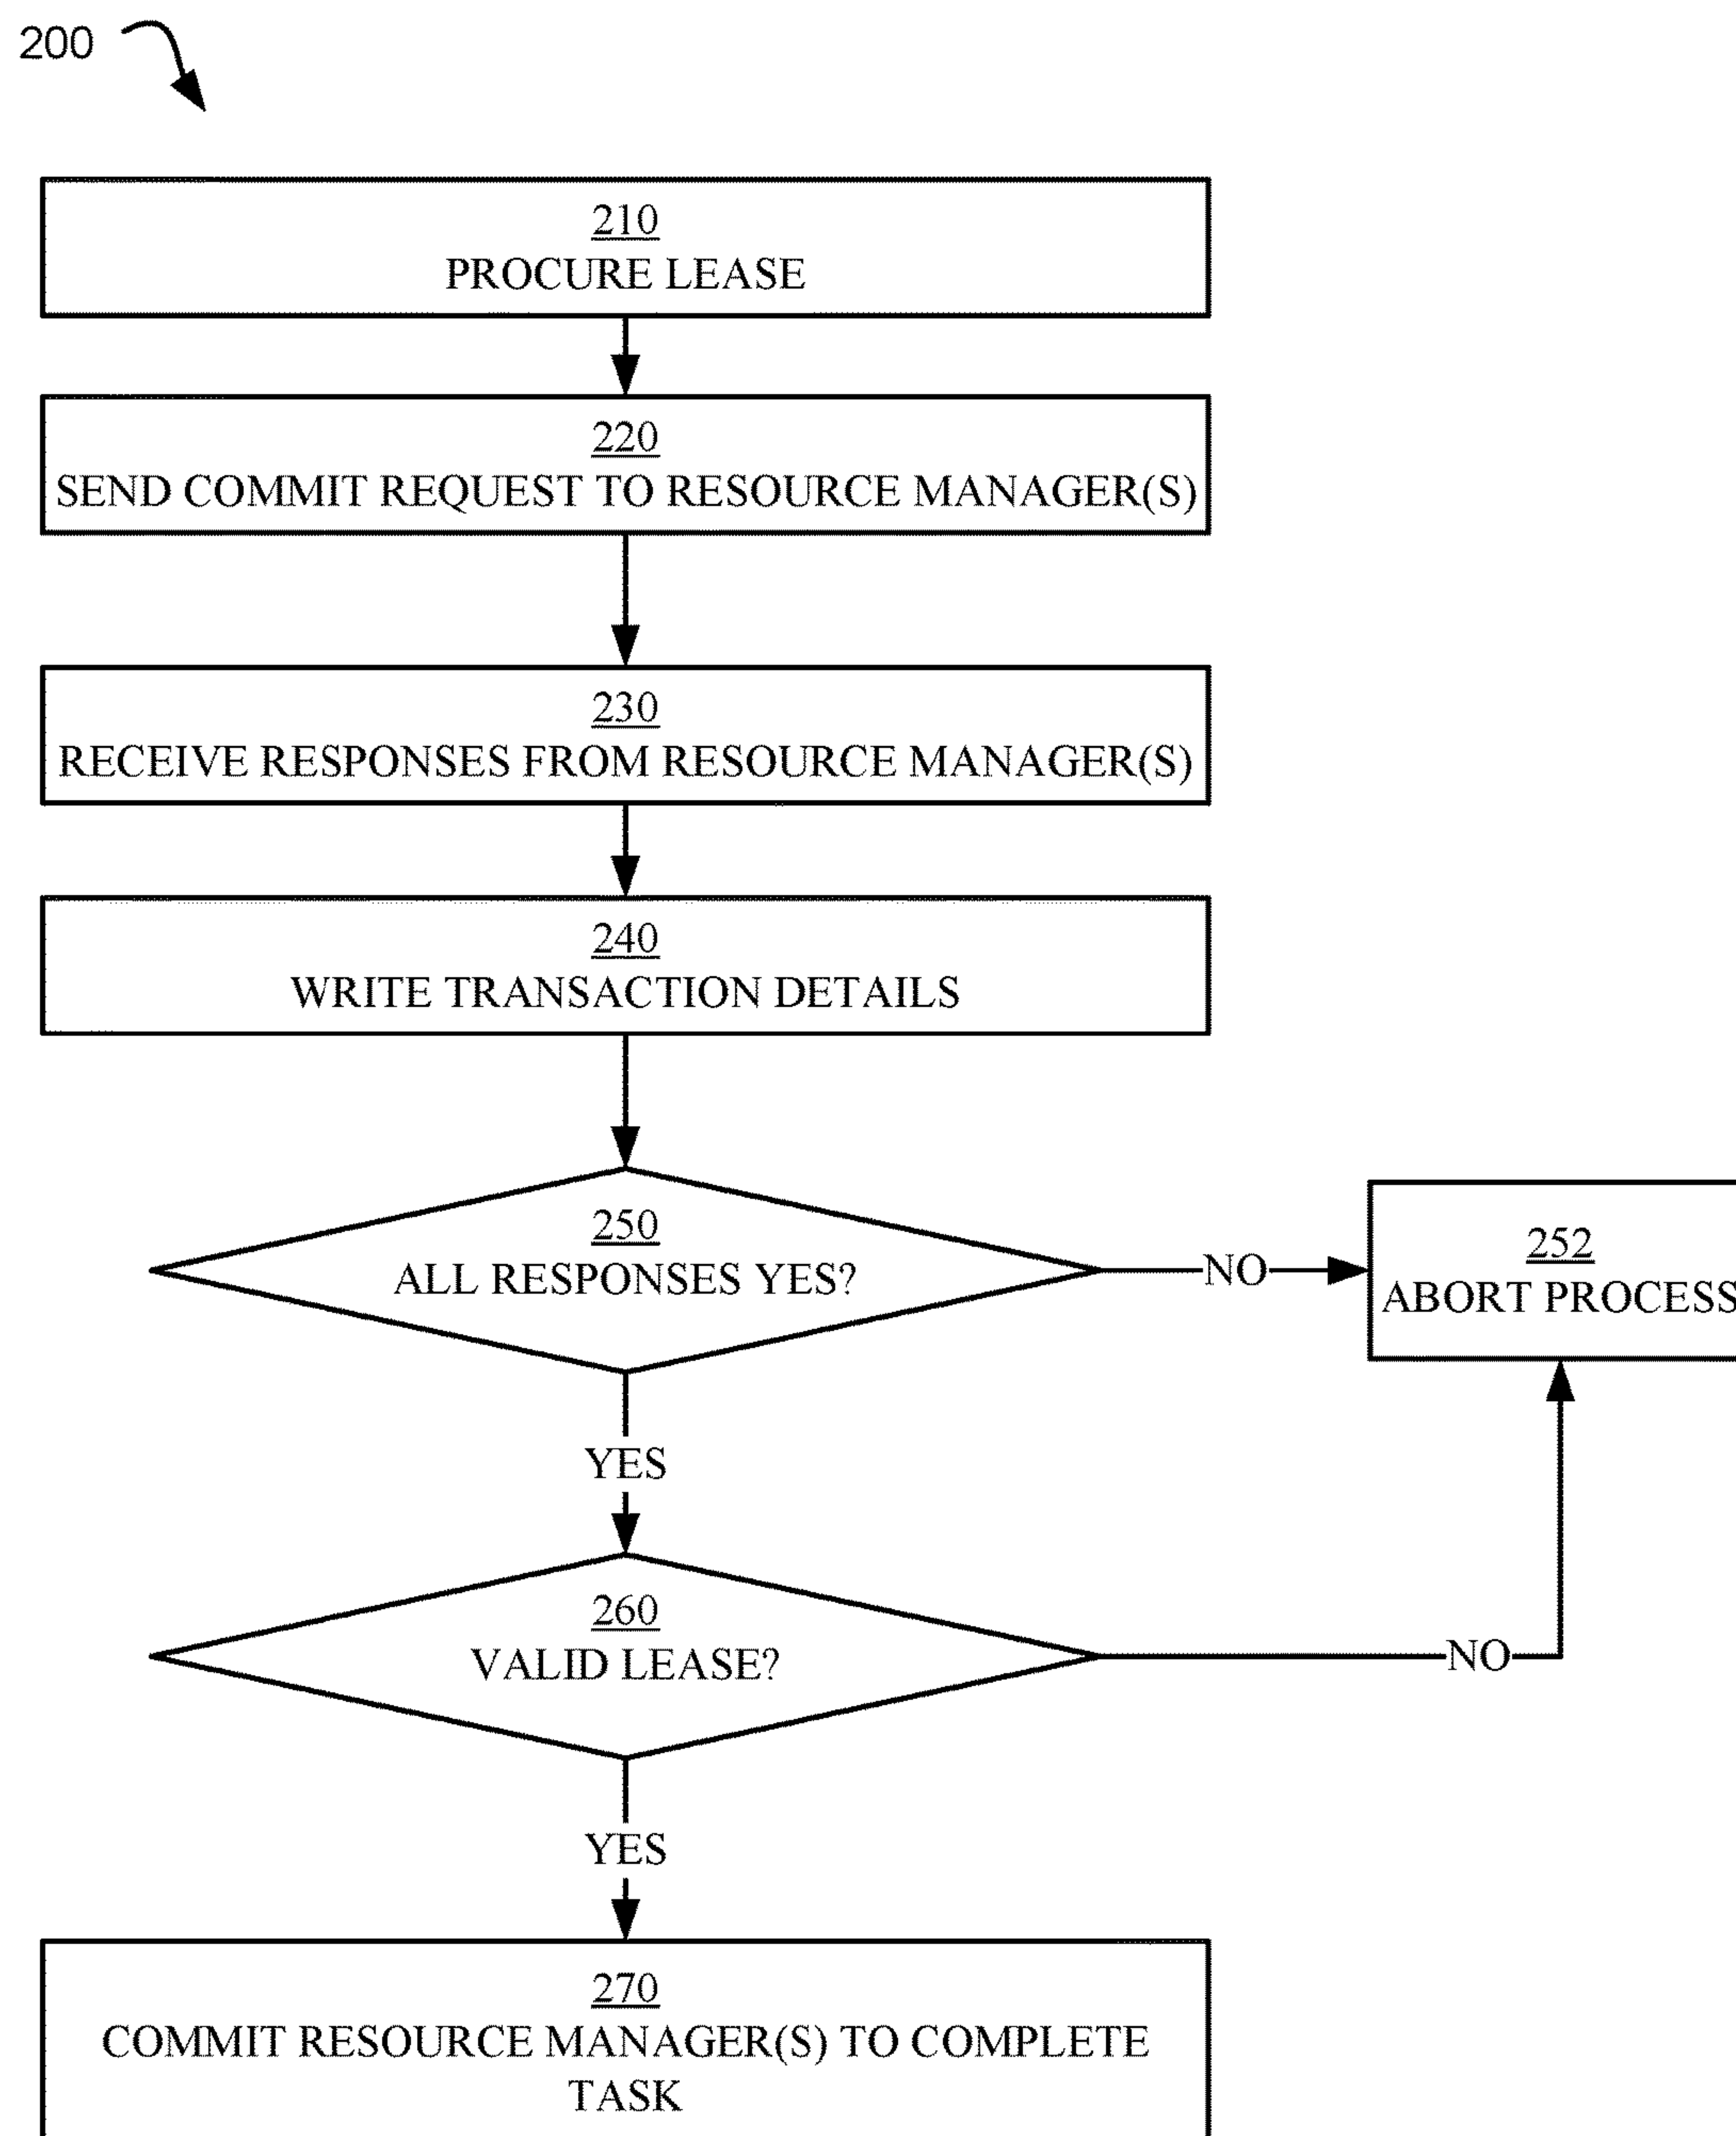 200
210
PROCURE LEASE
220
SEND COMMIT REQUEST TO RESOURCE MANAGER(S)
230
RECEIVE RESPONSES FROM RESOURCE MANAGER(S)
240
WRITE TRANSACTION DETAILS
250
ALL RESPONSES YES?
NO
252
ABORT PROCESS
YES
260
VALID LEASE?
NO
YES
270
COMMIT RESOURCE MANAGER(S) TO COMPLETE
TASK